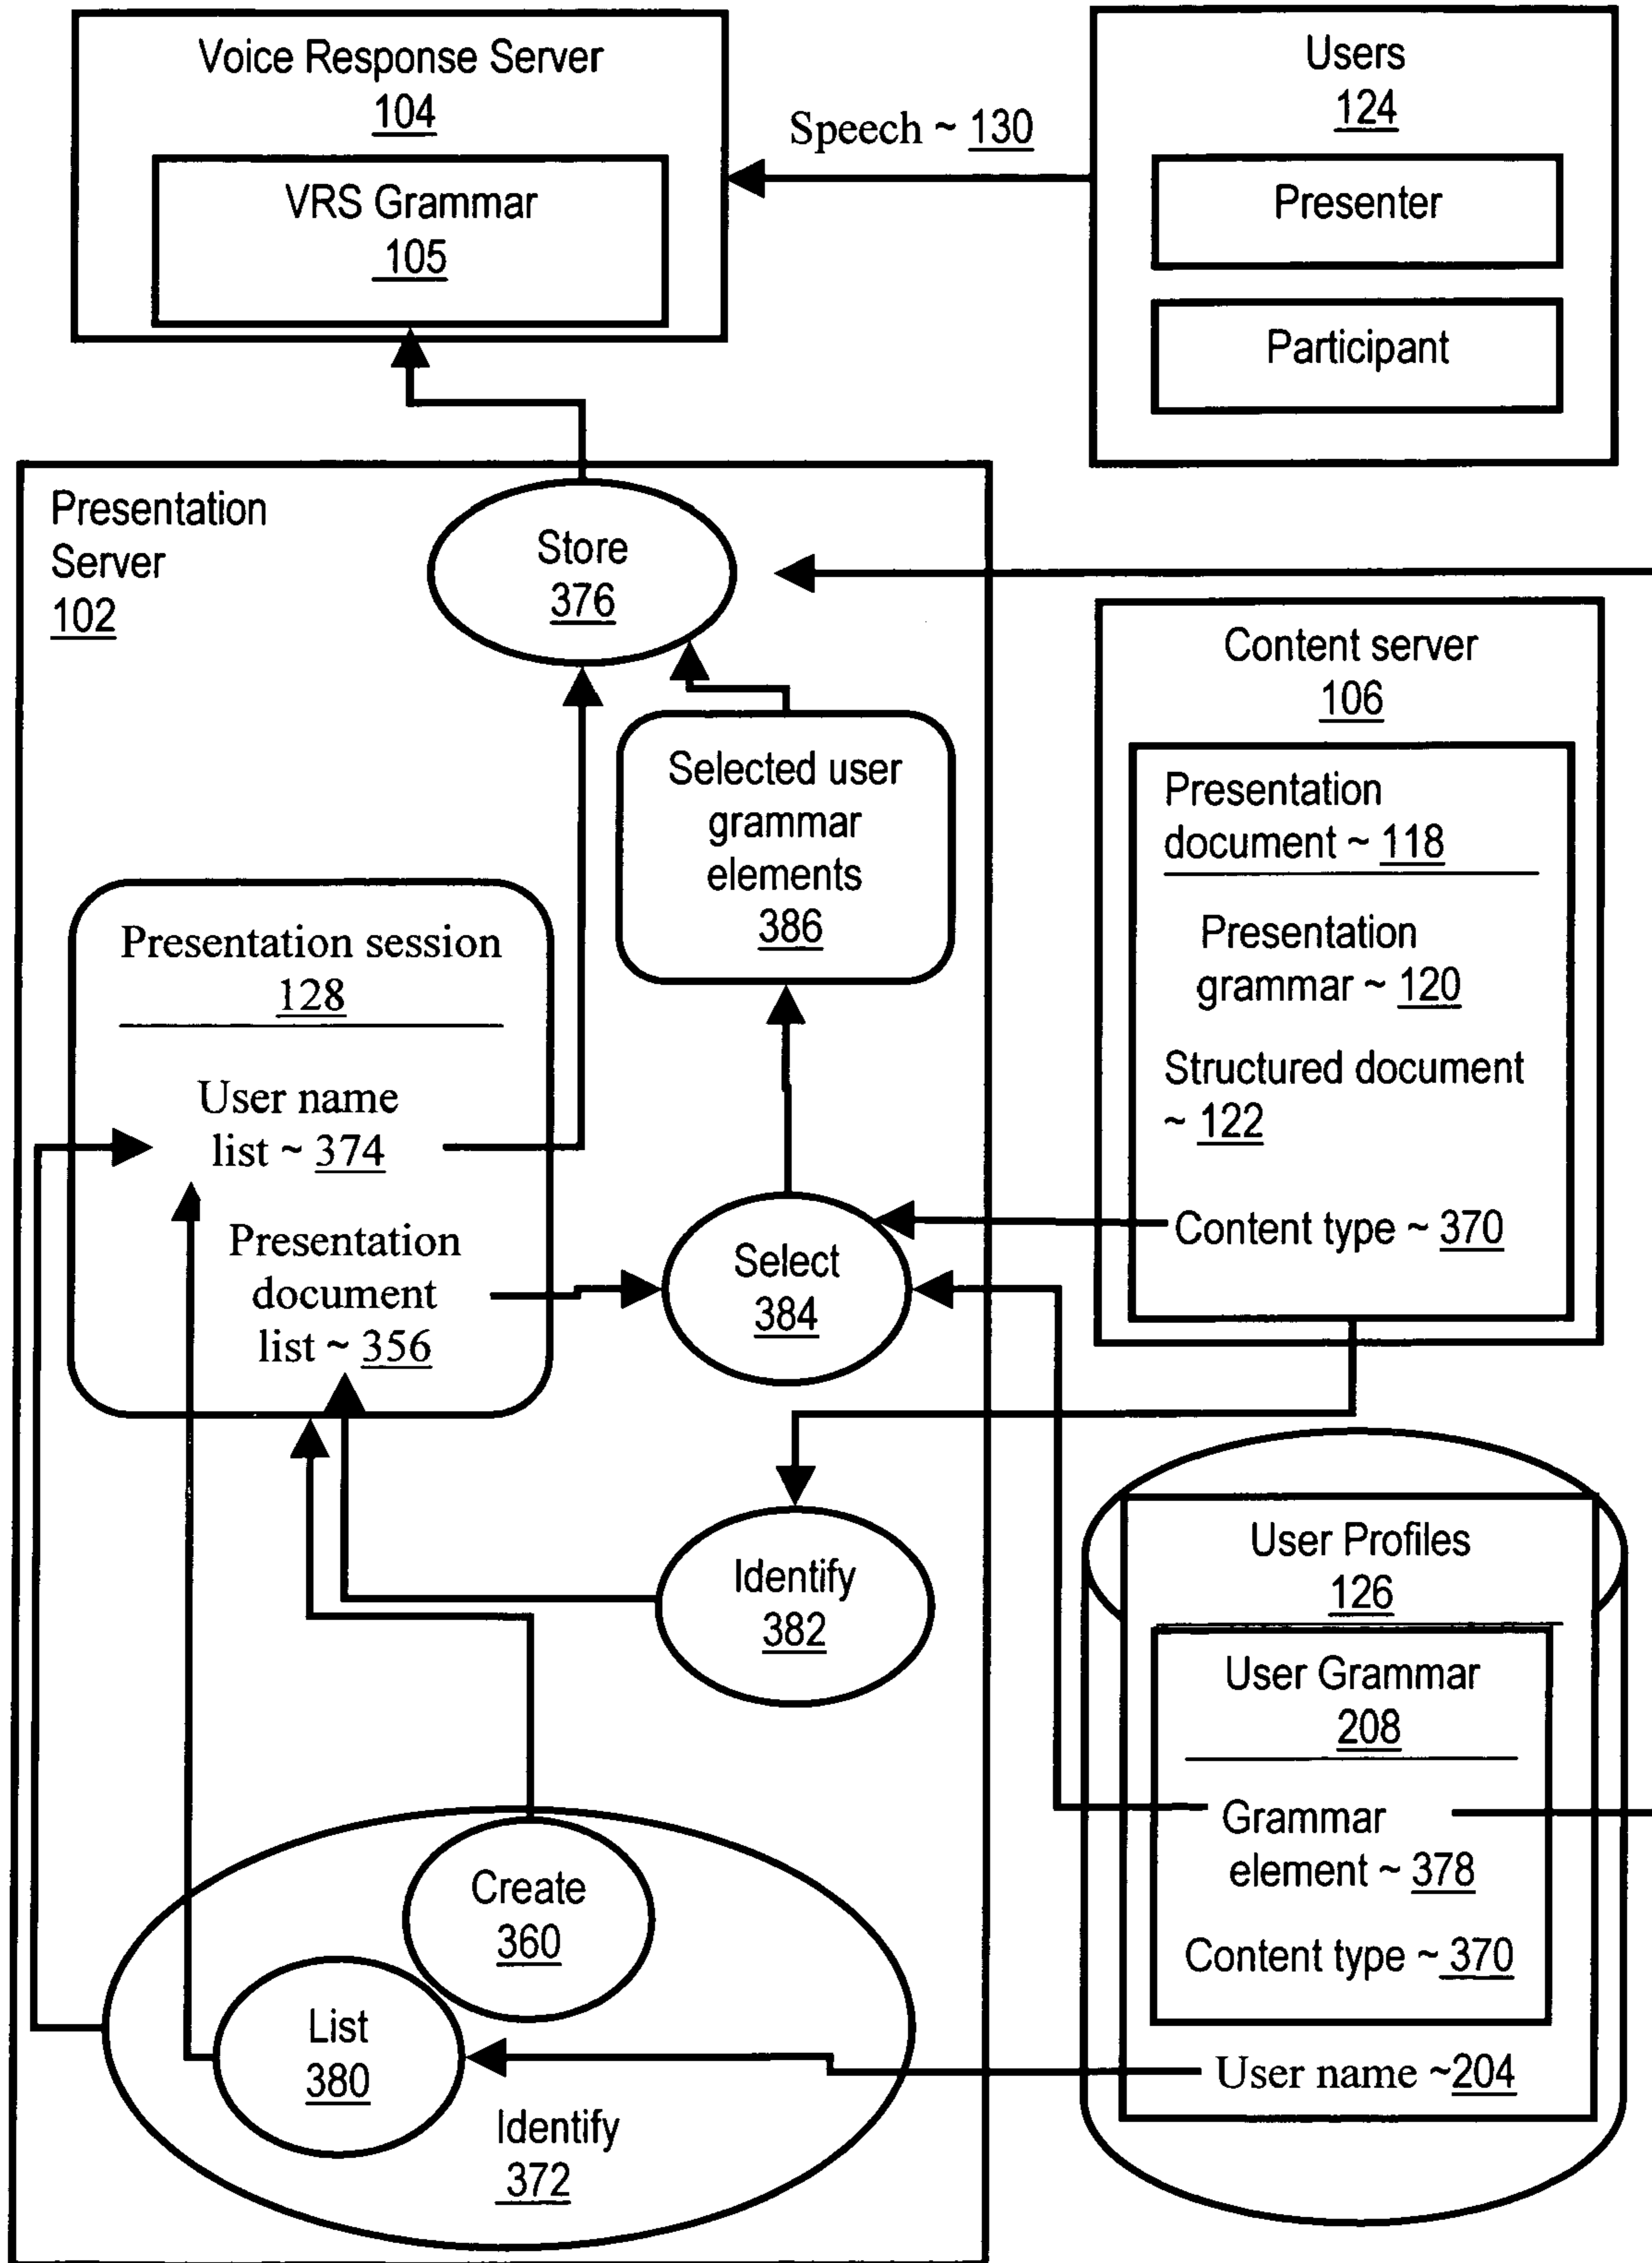 Voice Response Server
104
VRS Grammar
105
Speech ~ 130
Users
124
Presenter
Participant
Presentation
Server
102
Store
376
Selected user
grammar
elements
386
Content server
106
Presentation
document ~ 118
Presentation
grammar ~ 120
Structured document
~ 122
Content type ~ 370
Presentation session
128
User name
list ~ 374
Presentation
document
list ~ 356
Select
384
Identify
382
User Profiles
126
User Grammar
208
Grammar
element ~ 378
Content type ~ 370
User name ~204
Create
360
List
380
Identify
372